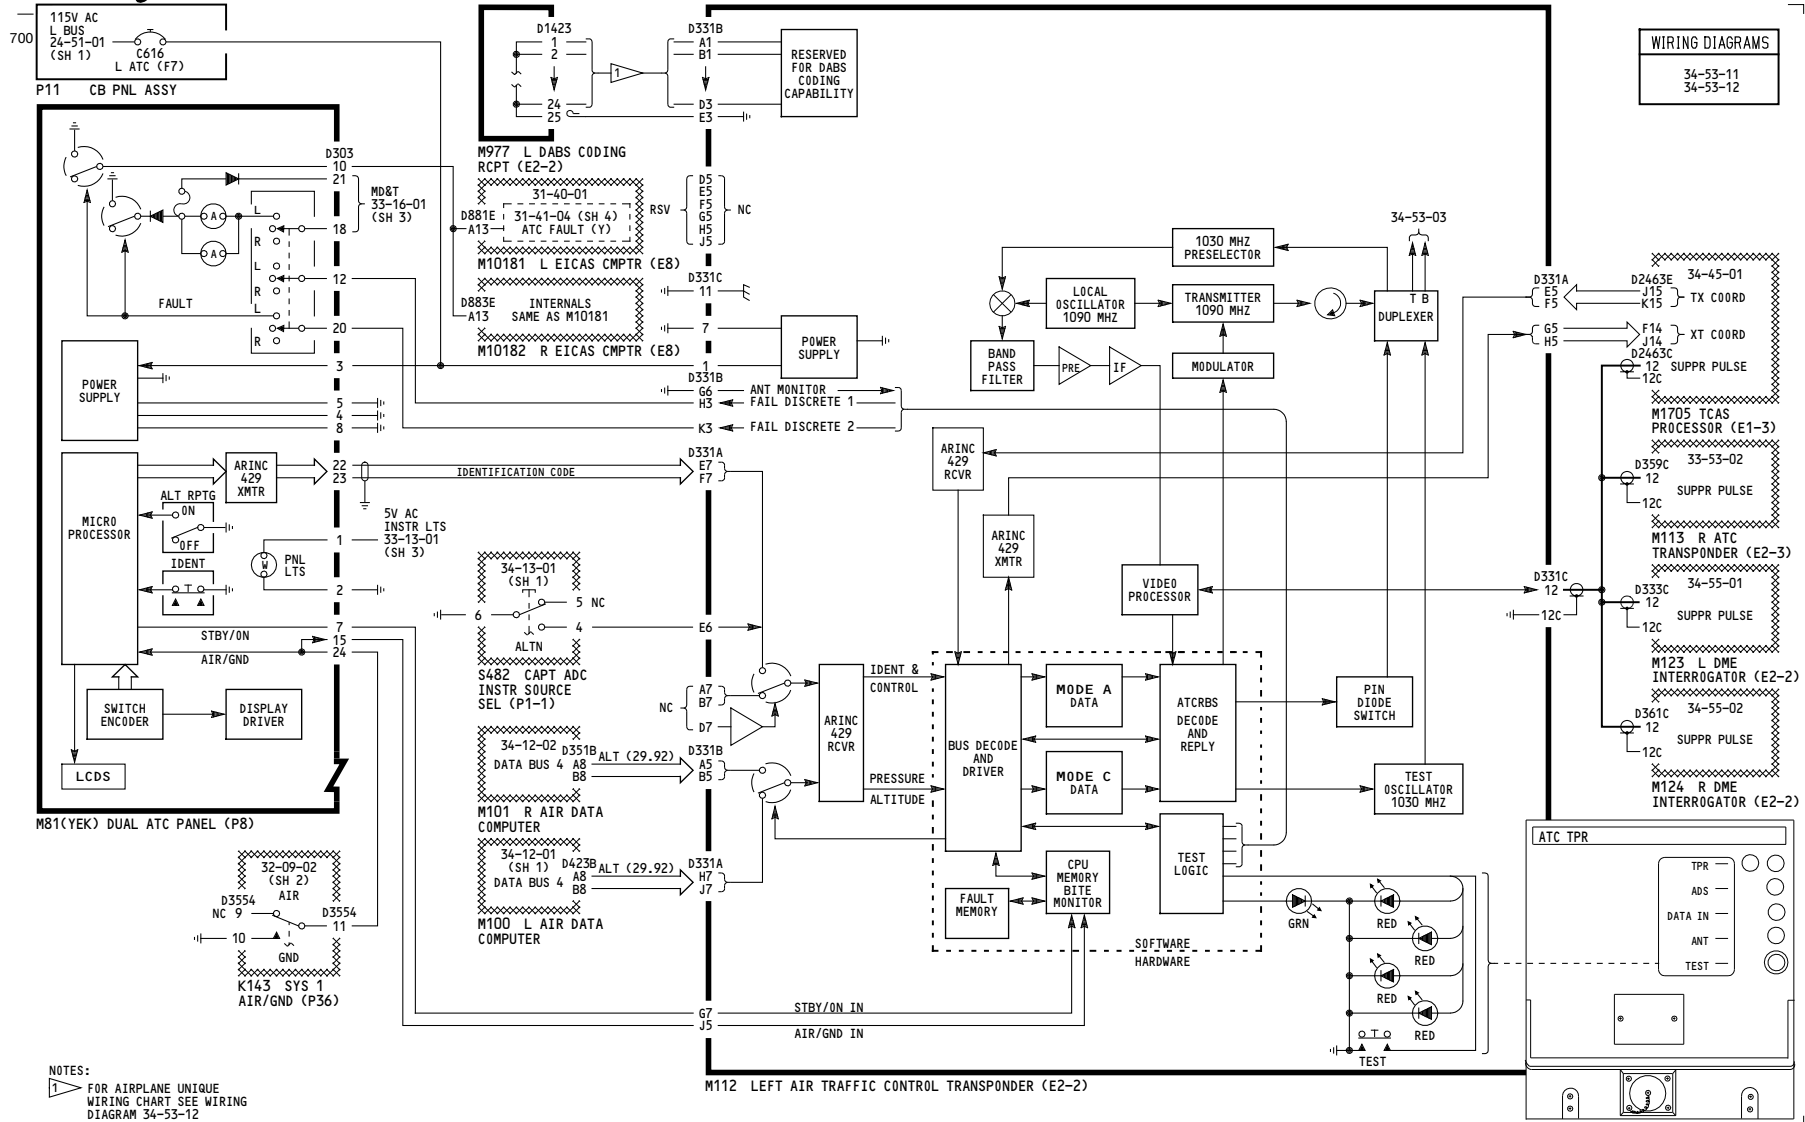 700
115V AC
L BUS
24-51-01
(SH 1)
C616
L ATC (F7)
P11 CB PNL ASSY
D303
10
21
18
12
20
3
5
4
8
22
23
1
2
7
15
24
MD&T
33-16-01
(SH 3)
A
A
L
R
L
R
L
R
FAULT
POWER
SUPPLY
MICRO
PROCESSOR
ARINC
429
XMTR
ALT RPTG
ON
OFF
IDENT
T
W
PNL
LTS
5V AC
INSTR LTS
33-13-01
(SH 3)
STBY/ON
AIR/GND
SWITCH
ENCODER
DISPLAY
DRIVER
LCDS
M81(YEK) DUAL ATC PANEL (P8)
32-09-02
(SH 2)
AIR
D3554
NC 9
D3554
11
10
GND
K143 SYS 1
AIR/GND (P36)
NOTES:
1
FOR AIRPLANE UNIQUE
WIRING CHART SEE WIRING
DIAGRAM 34-53-12
D1423
1
2
24
25
M977 L DABS CODING
RCPT (E2-2)
1
D331B
A1
B1
D3
E3
RESERVED
FOR DABS
CODING
CAPABILITY
31-40-01
31-41-04 (SH 4)
ATC FAULT (Y)
D881E
A13
M10181 L EICAS CMPTR (E8)
D883E
A13
INTERNALS
SAME AS M10181
M10182 R EICAS CMPTR (E8)
RSV
D5
E5
F5
G5
H5
J5
NC
D331C
11
7
1
POWER
SUPPLY
D331B
G6
H3
K3
ANT MONITOR
FAIL DISCRETE 1
FAIL DISCRETE 2
IDENTIFICATION CODE
D331A
E7
F7
34-13-01
(SH 1)
5 NC
6
4
ALTN
S482 CAPT ADC
INSTR SOURCE
SEL (P1-1)
E6
NC
A7
B7
D7
34-12-02
DATA BUS 4
D351B
A8
B8
ALT (29.92)
D331B
A5
B5
M101 R AIR DATA
COMPUTER
34-12-01
(SH 1)
DATA BUS 4
D423B
A8
B8
ALT (29.92)
D331A
H7
J7
M100 L AIR DATA
COMPUTER
G7
J5
STBY/ON IN
AIR/GND IN
ARINC
429
RCVR
IDENT &
CONTROL
PRESSURE
ALTITUDE
1030 MHZ
PRESELECTOR
LOCAL
OSCILLATOR
1090 MHZ
TRANSMITTER
1090 MHZ
BAND
PASS
FILTER
PRE
IF
MODULATOR
34-53-03
T B
DUPLEXER
ARINC
429
RCVR
ARINC
429
XMTR
VIDEO
PROCESSOR
BUS DECODE
AND
DRIVER
MODE A
DATA
MODE C
DATA
ATCRBS
DECODE
AND
REPLY
TEST
LOGIC
CPU
MEMORY
BITE
MONITOR
FAULT
MEMORY
SOFTWARE
HARDWARE
PIN
DIODE
SWITCH
TEST
OSCILLATOR
1030 MHZ
GRN
RED
RED
RED
RED
T
TEST
M112 LEFT AIR TRAFFIC CONTROL TRANSPONDER (E2-2)
WIRING DIAGRAMS
34-53-11
34-53-12
D331A
E5
F5
G5
H5
D2463E
J15
K15
F14
J14
34-45-01
TX COORD
XT COORD
D2463C
12
12C
SUPPR PULSE
M1705 TCAS
PROCESSOR (E1-3)
D359C
12
12C
33-53-02
SUPPR PULSE
M113 R ATC
TRANSPONDER (E2-3)
D331C
12
12C
D333C
12
12C
34-55-01
SUPPR PULSE
M123 L DME
INTERROGATOR (E2-2)
D361C
12
12C
34-55-02
SUPPR PULSE
M124 R DME
INTERROGATOR (E2-2)
ATC TPR
TPR
ADS
DATA IN
ANT
TEST